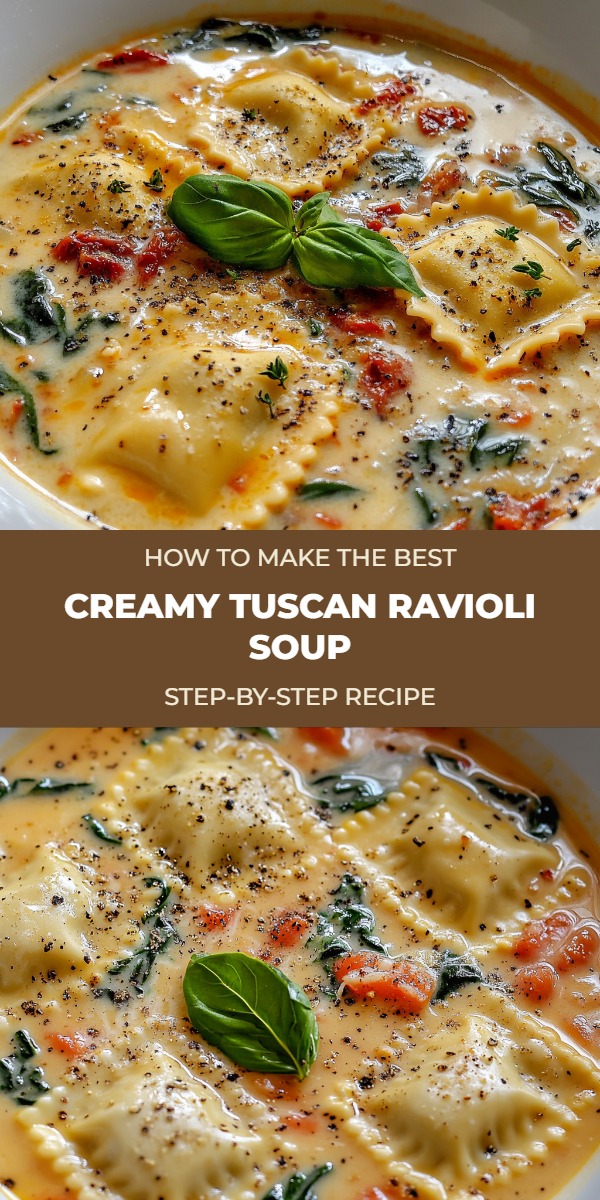 HOW TO MAKE THE BEST
CREAMY TUSCAN RAVIOLI
SOUP
STEP-BY-STEP RECIPE